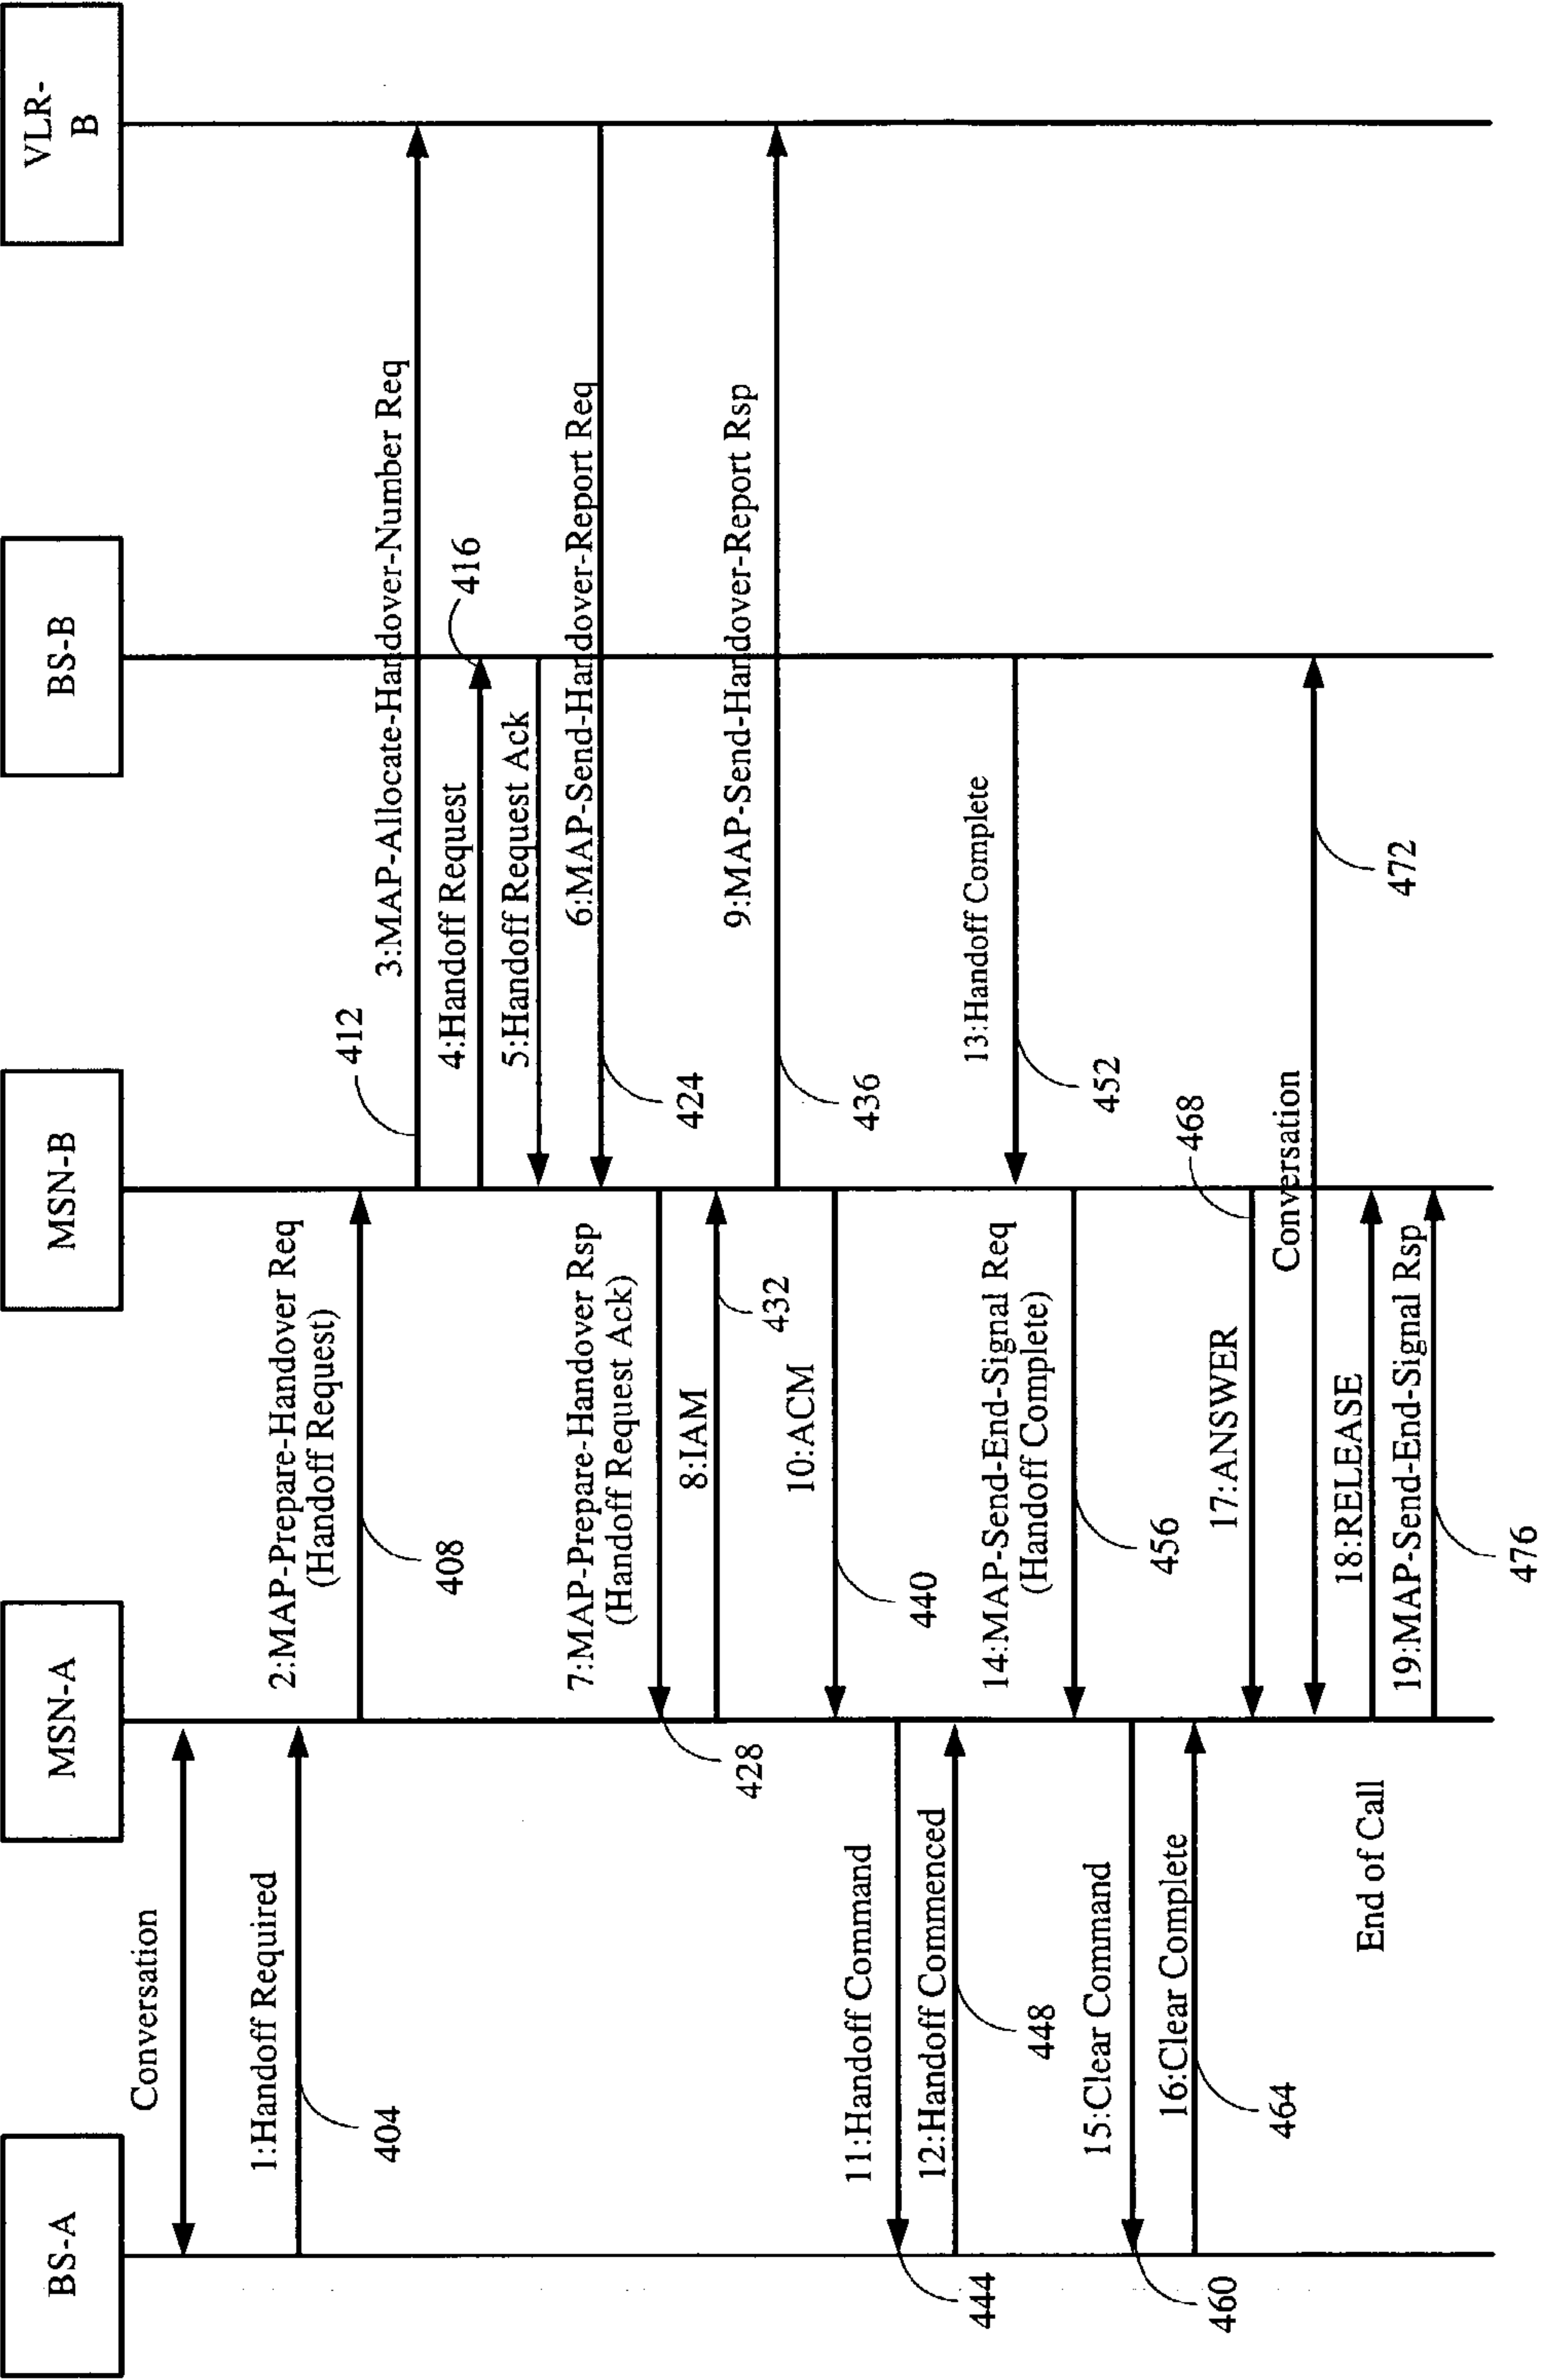 BS-A
MSN-A
MSN-B
BS-B
VLR-
B
Conversation
1:Handoff Required
404
2:MAP-Prepare-Handover Req
(Handoff Request)
408
412
3:MAP-Allocate-Handover-Number Req
4:Handoff Request
416
5:Handoff Request Ack
6:MAP-Send-Handover-Report Req
424
7:MAP-Prepare-Handover Rsp
(Handoff Request Ack)
428
8:IAM
432
9:MAP-Send-Handover-Report Rsp
436
10:ACM
440
11:Handoff Command
444
12:Handoff Commenced
448
13:Handoff Complete
452
14:MAP-Send-End-Signal Req
(Handoff Complete)
456
15:Clear Command
460
16:Clear Complete
464
17:ANSWER
468
Conversation
472
End of Call
18:RELEASE
19:MAP-Send-End-Signal Rsp
476